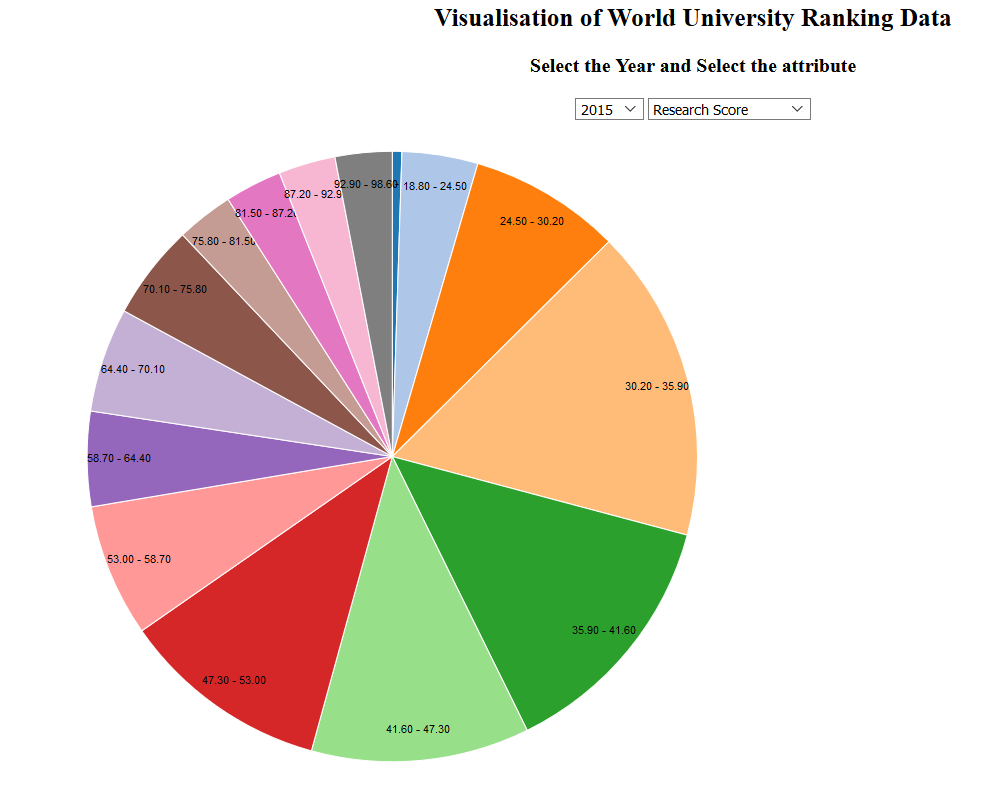 Visualisation of World University Ranking Data
Select the Year and Select the attribute
2015 Research Score
92.90 - 98.60
18.80 - 24.50
87.20 - 92.9
81.50 - 87.2
24.50 - 30.20
75.80 - 81.50
70.10 - 75.80
64.40 - 70.10
30.20 - 35.90
58.70 - 64.40
53.00 - 58.70
35.90 - 41.60
47.30 - 53.00
41.60 - 47.30